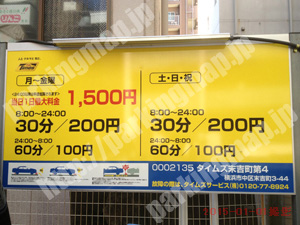 Times
月～金曜
当日1日最大料金 1,500円
8:00～24:00
30分／200円
24:00～8:00
60分／100円
土・日・祝
8:00～24:00
30分／200円
24:00～8:00
60分／100円
0002135 タイムズ末吉町第4
横浜市中区末吉町3-44
故障の際は、タイムズサービス(株)0120-77-8924